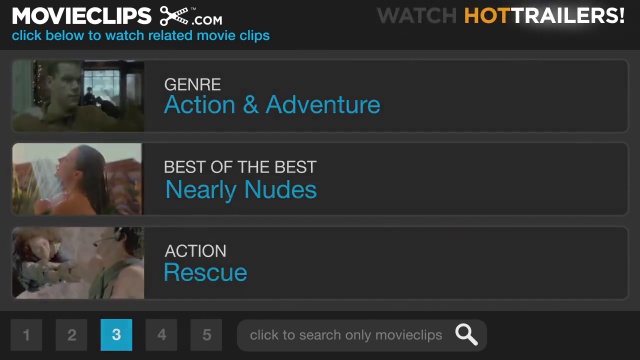 MOVIECLIPS.COM™
WATCH HOTTRAILERS!
click below to watch related movie clips
GENRE
Action & Adventure
BEST OF THE BEST
Nearly Nudes
ACTION
Rescue
1 2 3 4 5 click to search only movieclips